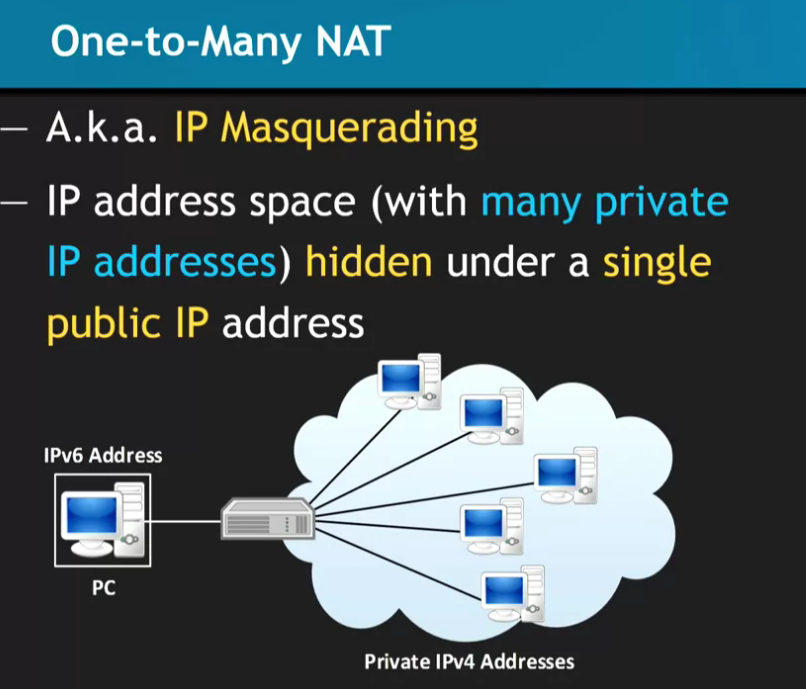 One-to-Many NAT
— A.k.a. IP Masquerading
— IP address space (with many private
IP addresses) hidden under a single
public IP address
IPv6 Address
PC
Private IPv4 Addresses